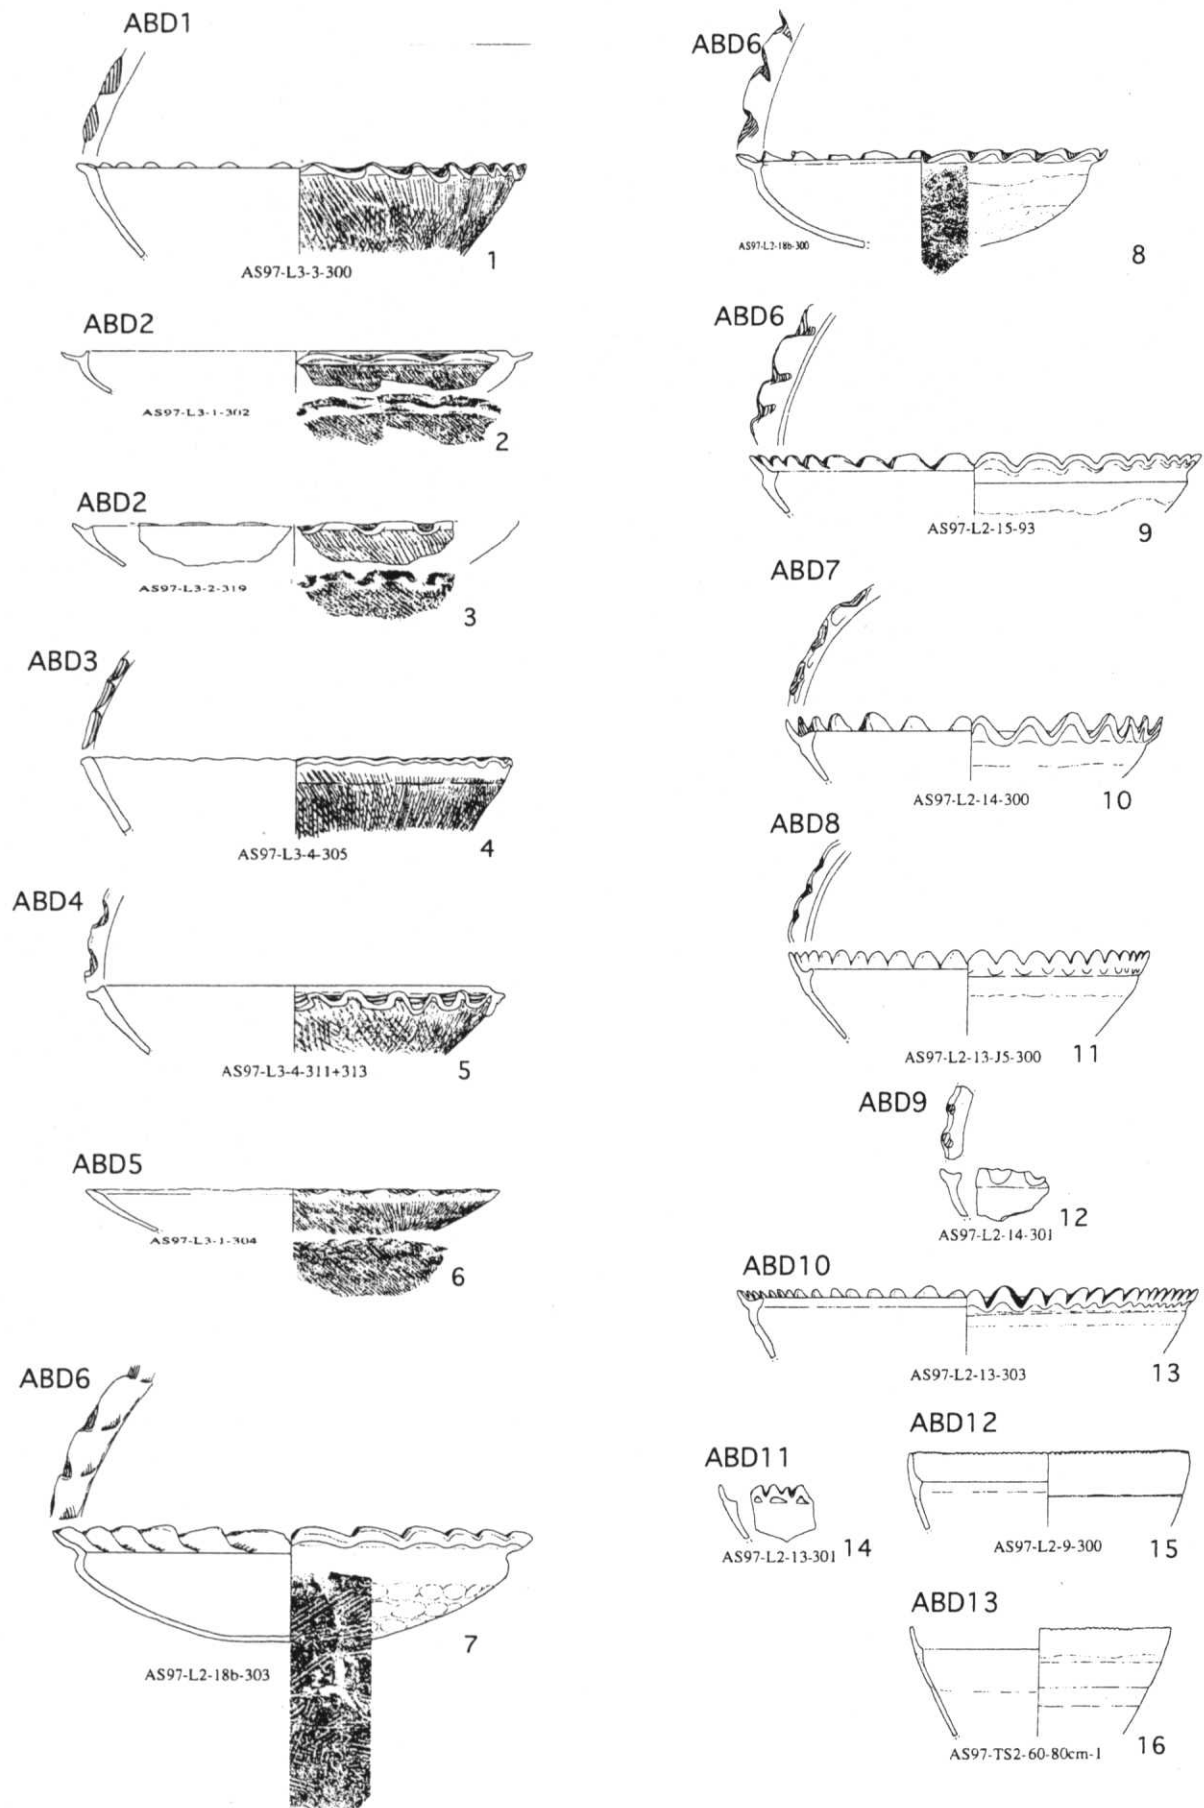 ABD1
AS97-L3-3-300
1
ABD2
AS97-L3-1-302
2
ABD2
AS97-L3-2-319
3
ABD3
AS97-L3-4-305
4
ABD4
AS97-L3-4-311+313
5
ABD5
AS97-L3-1-304
6
ABD6
AS97-L2-18b-303
7
ABD6
AS97-L2-18b-300
8
ABD6
AS97-L2-15-93
9
ABD7
AS97-L2-14-300
10
ABD8
AS97-L2-13-J5-300
11
ABD9
AS97-L2-14-301
12
ABD10
AS97-L2-13-303
13
ABD11
AS97-L2-13-301
14
ABD12
AS97-L2-9-300
15
ABD13
AS97-TS2-60-80cm-1
16